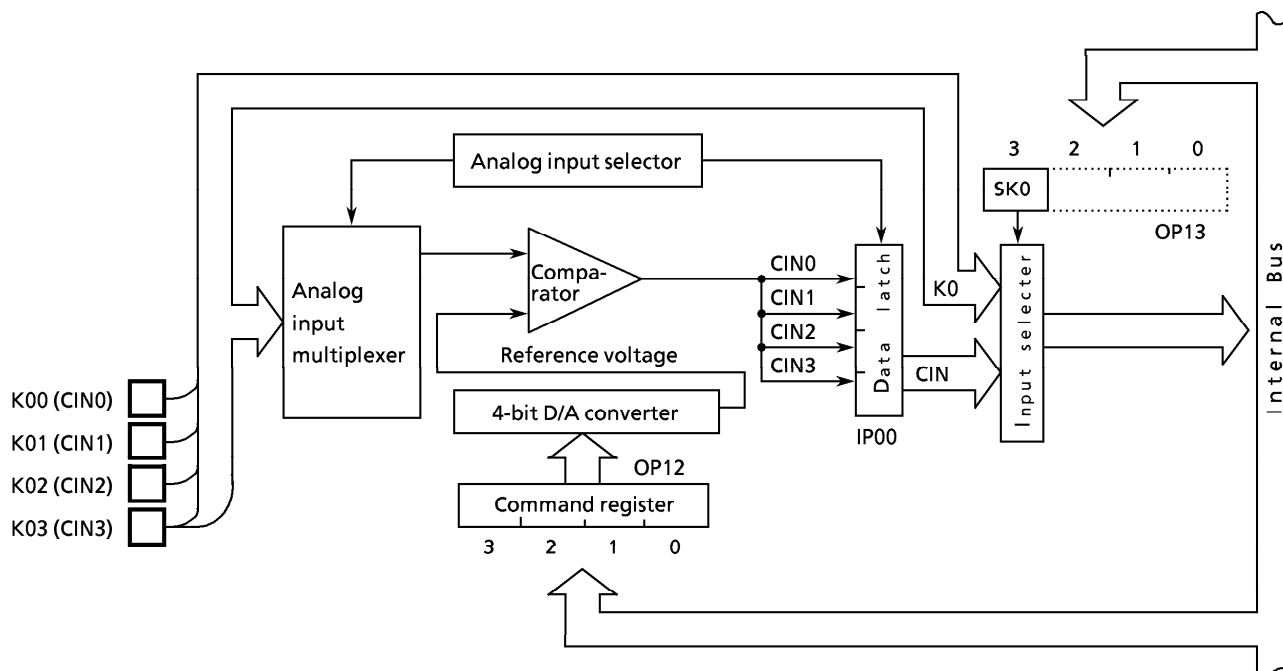 3 2 1 0
Analog input selector
SK0
OP13
Analog
input
multiplexer
Compa-
rator
CIN0
CIN1
CIN2
CIN3
Data latch
K0
CIN
Input selecter
Internal Bus
Reference voltage
K00 (CIN0)
K01 (CIN1)
K02 (CIN2)
K03 (CIN3)
4-bit D/A converter
IP00
OP12
Command register
3 2 1 0